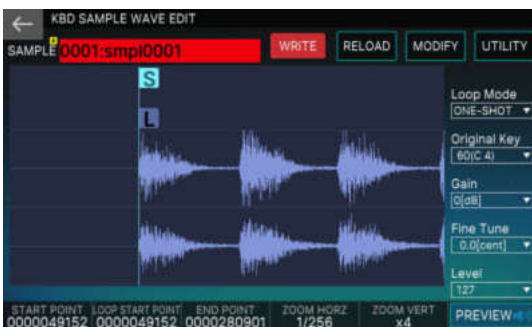 KBD SAMPLE WAVE EDIT
SAMPLE 0001:smpl0001 WRITE RELOAD MODIFY UTILITY
S
L
Loop Mode
ONE-SHOT
Original Key
60(C 4)
Gain
0[dB]
Fine Tune
0.0[cent]
Level
127
START POINT LOOP START POINT END POINT ZOOM HORZ ZOOM VERT
0000049152 0000049152 0000280901 1/256 x4
PREVIEW